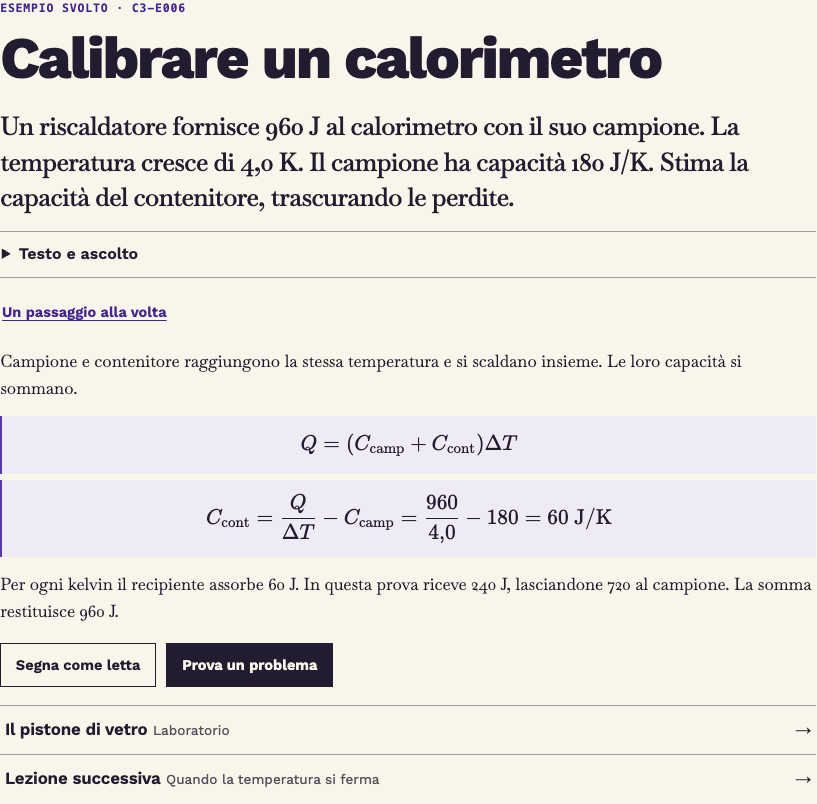 ESEMPIO SVOLTO · C3-E006
Calibrare un calorimetro
Un riscaldatore fornisce 960 J al calorimetro con il suo campione. La
temperatura cresce di 4,0 K. Il campione ha capacità 180 J/K. Stima la
capacità del contenitore, trascurando le perdite.
▶ Testo e ascolto
Un passaggio alla volta
Campione e contenitore raggiungono la stessa temperatura e si scaldano insieme. Le loro capacità si
sommano.
Q = (C_camp + C_cont)ΔT
C_cont = Q/ΔT − C_camp = 960/4,0 − 180 = 60 J/K
Per ogni kelvin il recipiente assorbe 60 J. In questa prova riceve 240 J, lasciandone 720 al campione. La somma
restituisce 960 J.
Segna come letta
Prova un problema
Il pistone di vetro Laboratorio →
Lezione successiva Quando la temperatura si ferma →